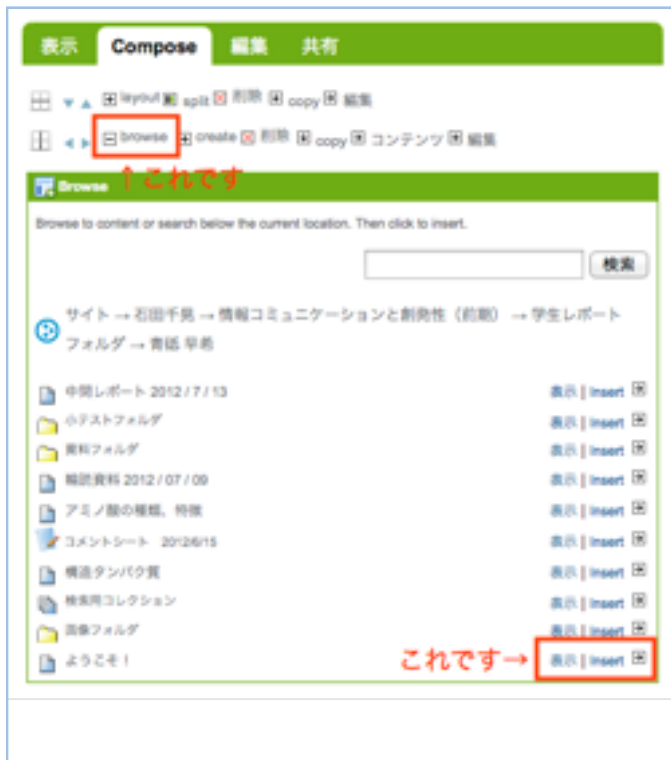 表示 Compose 編集 共有
layout split 削除 copy 編集
browse create 削除 copy コンテンツ 編集
Browse ↑これです
Browse to content or search below the current location. Then click to insert.
検索
サイト → 石田千晃 → 情報コミュニケーションと創発性（前期） → 学生レポート
フォルダ → 青砥 早希
中間レポート 2012 / 7 / 13 表示 | Insert
小テストフォルダ 表示 | Insert
資料フォルダ 表示 | Insert
輪読資料 2012 / 07 / 09 表示 | Insert
アミノ酸の種類、特徴 表示 | Insert
コメントシート 2012/6/15 表示 | Insert
構造タンパク質 表示 | Insert
検索用コレクション 表示 | Insert
画像フォルダ 表示 | Insert
ようこそ！ これです→ 表示 | Insert